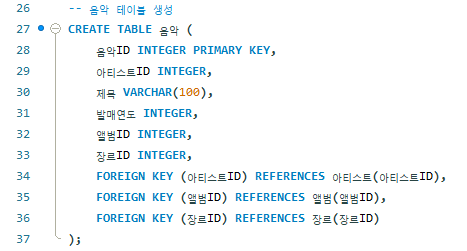 26 -- 음악 테이블 생성
27 CREATE TABLE 음악 (
28 음악ID INTEGER PRIMARY KEY,
29 아티스트ID INTEGER,
30 제목 VARCHAR(100),
31 발매연도 INTEGER,
32 앨범ID INTEGER,
33 장르ID INTEGER,
34 FOREIGN KEY (아티스트ID) REFERENCES 아티스트(아티스트ID),
35 FOREIGN KEY (앨범ID) REFERENCES 앨범(앨범ID),
36 FOREIGN KEY (장르ID) REFERENCES 장르(장르ID)
37 );